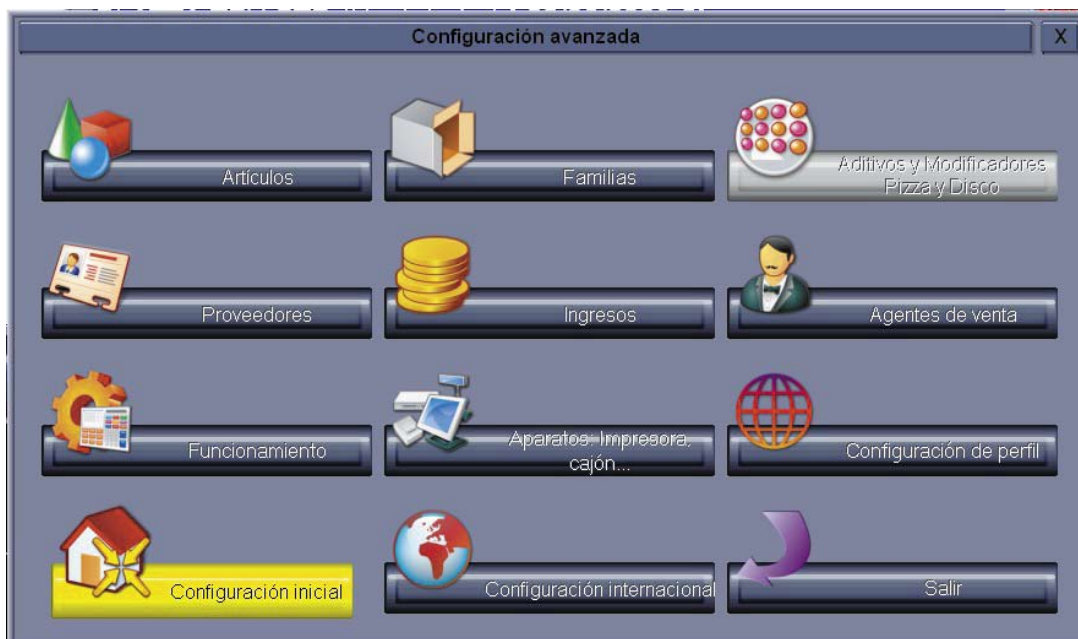 Configuración avanzada
X
Artículos
Familias
Aditivos y Modificadores
Pizza y Disco
Proveedores
Ingresos
Agentes de venta
Funcionamiento
Aparatos: Impresora,
cajón...
Configuración de perfil
Configuración inicial
Configuración internacional
Salir